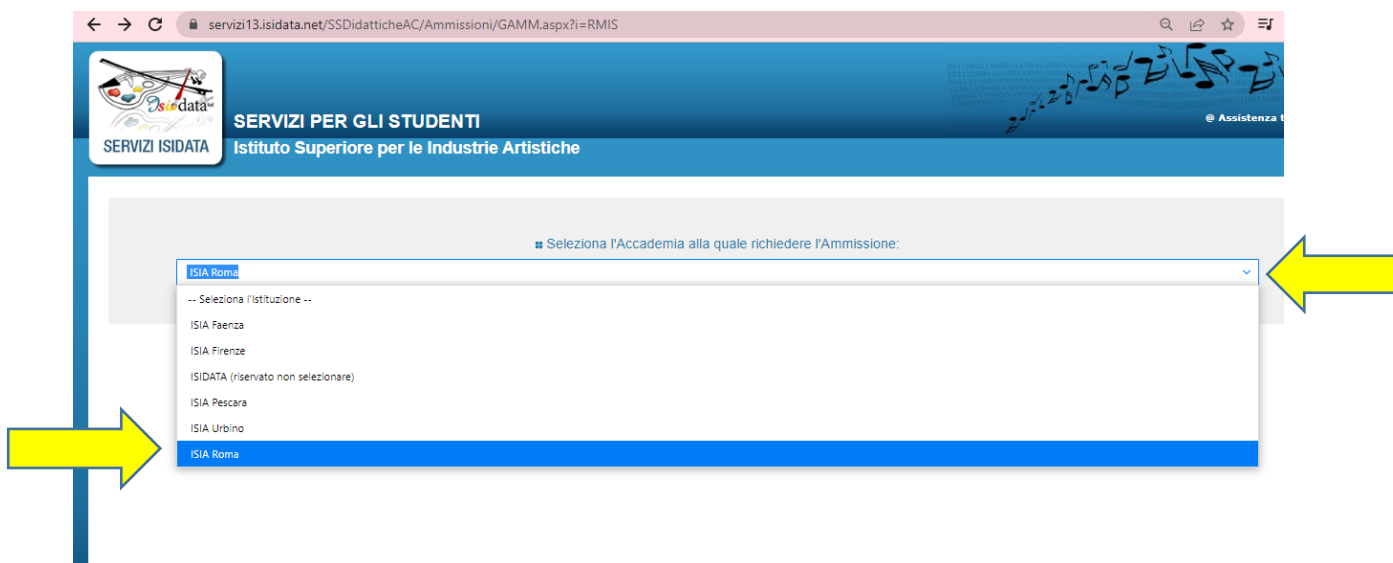 servizi13.isidata.net/SSDidatticheAC/Ammissioni/GAMM.aspx?i=RMIS
Isidata
SERVIZI ISIDATA
SERVIZI PER GLI STUDENTI
@ Assistenza t
Istituto Superiore per le Industrie Artistiche
Seleziona l'Accademia alla quale richiedere l'Ammissione:
ISIA Roma
-- Seleziona l'Istituzione --
ISIA Faenza
ISIA Firenze
ISIDATA (riservato non selezionare)
ISIA Pescara
ISIA Urbino
ISIA Roma